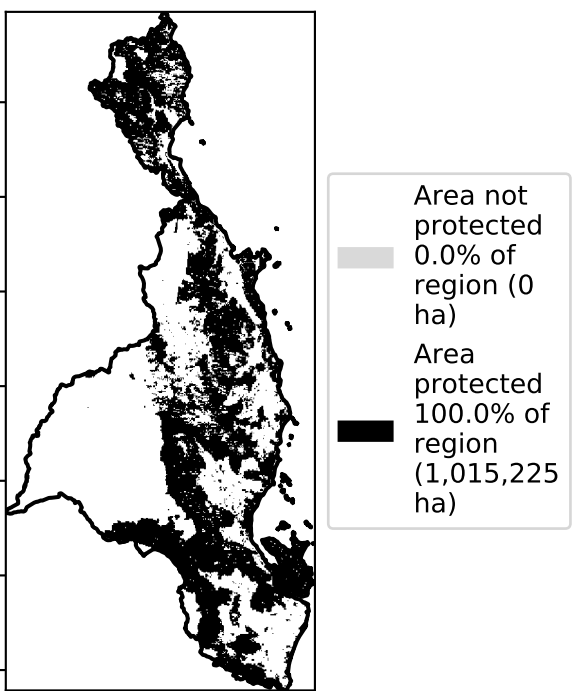 Area not
protected
0.0% of
region (0
ha)
Area
protected
100.0% of
region
(1,015,225
ha)